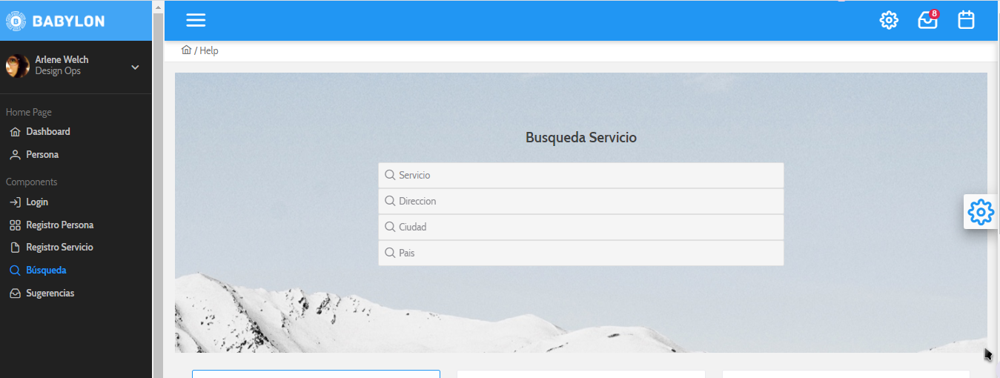 BABYLON
8
Arlene Welch
Design Ops
/ Help
Home Page
Dashboard
Persona
Components
Login
Registro Persona
Registro Servicio
Búsqueda
Sugerencias
Busqueda Servicio
Servicio
Direccion
Ciudad
Pais